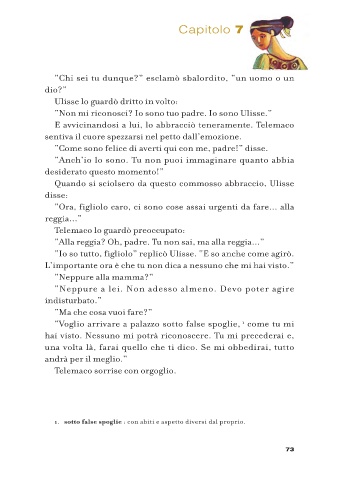 Capitolo 7
"Chi sei tu dunque?" esclamò sbalordito, "un uomo o un
dio?"
Ulisse lo guardò dritto in volto:
"Non mi riconosci? Io sono tuo padre. Io sono Ulisse."
E avvicinandosi a lui, lo abbracciò teneramente. Telemaco
sentiva il cuore spezzarsi nel petto dall'emozione.
"Come sono felice di averti qui con me, padre!" disse.
"Anch'io lo sono. Tu non puoi immaginare quanto abbia
desiderato questo momento!"
Quando si sciolsero da questo commosso abbraccio, Ulisse
disse:
"Ora, figliolo caro, ci sono cose assai urgenti da fare... alla
reggia..."
Telemaco lo guardò preoccupato:
"Alla reggia? Oh, padre. Tu non sai, ma alla reggia..."
"Io so tutto, figliolo" replicò Ulisse. "E so anche come agirò.
L'importante ora è che tu non dica a nessuno che mi hai visto."
"Neppure alla mamma?"
"Neppure a lei. Non adesso almeno. Devo poter agire
indisturbato."
"Ma che cosa vuoi fare?"
"Voglio arrivare a palazzo sotto false spoglie, 1 come tu mi
hai visto. Nessuno mi potrà riconoscere. Tu mi precederai e,
una volta là, farai quello che ti dico. Se mi obbedirai, tutto
andrà per il meglio."
Telemaco sorrise con orgoglio.
1. sotto false spoglie : con abiti e aspetto diversi dal proprio.
73